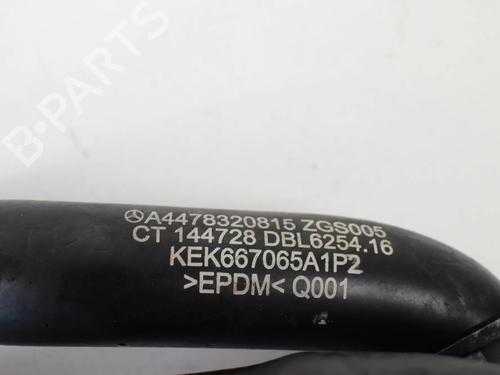 B-PARTS
A4478320815 ZGS005
CT 144728 DBL6254.16
KEK667065A1P2
>EPDM< Q001